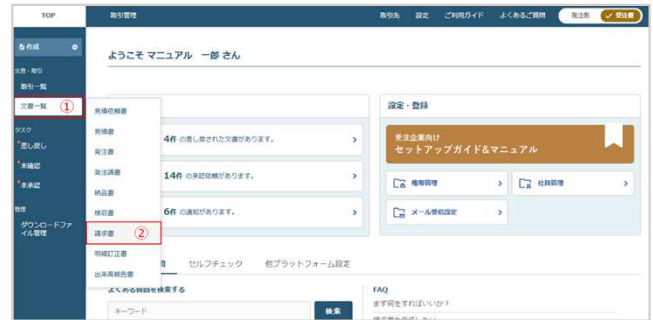 TOP
取引管理
取引先 設定 ご利用ガイド よくあるご質問 発注側 受注側
作成
ようこそ マニュアル 一郎 さん
文書・取引
取引一覧
文書一覧 ①
タスク
差し戻し
未確認
未承認
管理
ダウンロードファ
イル管理
見積依頼書
見積書
発注書
発注請書
納品書
検収書
請求書 ②
明細訂正書
出来高報告書
4件 の差し戻された文書があります。
14件 の未認依頼があります。
6件 の通知があります。
設定・登録
受注企業向け
セットアップガイド&マニュアル
権限管理
社員管理
メール受信設定
セルフチェック 他プラットフォーム設定
よくある質問を検索する
キーワード
検索
FAQ
まず何をすればいいか？